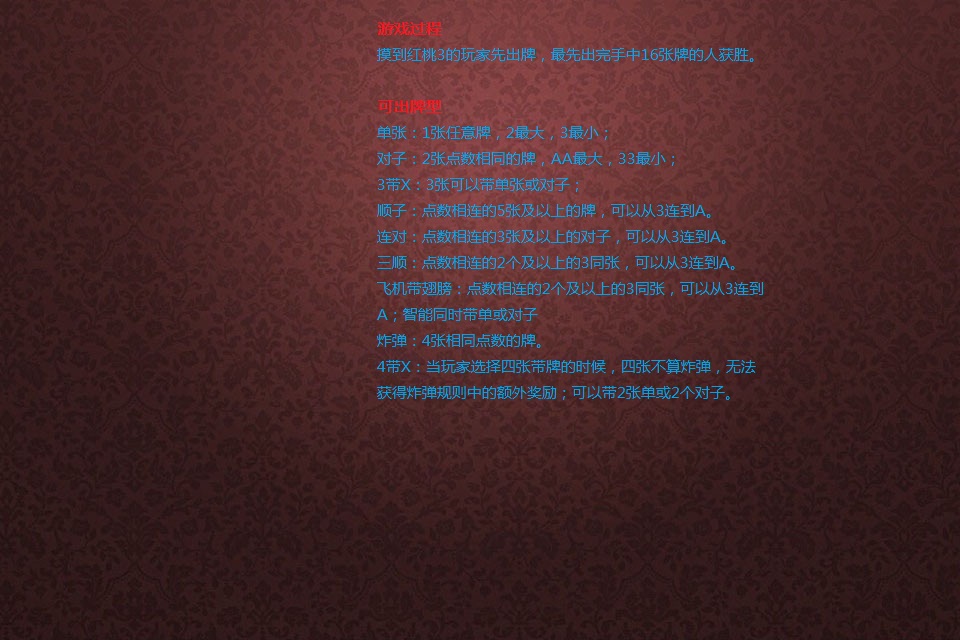 游戏过程
摸到红桃3的玩家先出牌，最先出完手中16张牌的人获胜。
可出牌型
单张：1张任意牌，2最大，3最小；
对子：2张点数相同的牌，AA最大，33最小；
3带X：3张可以带单张或对子；
顺子：点数相连的5张及以上的牌，可以从3连到A。
连对：点数相连的3张及以上的对子，可以从3连到A。
三顺：点数相连的2个及以上的3同张，可以从3连到A。
飞机带翅膀：点数相连的2个及以上的3同张，可以从3连到
A；智能同时带单或对子
炸弹：4张相同点数的牌。
4带X：当玩家选择四张带牌的时候，四张不算炸弹，无法
获得炸弹规则中的额外奖励；可以带2张单或2个对子。